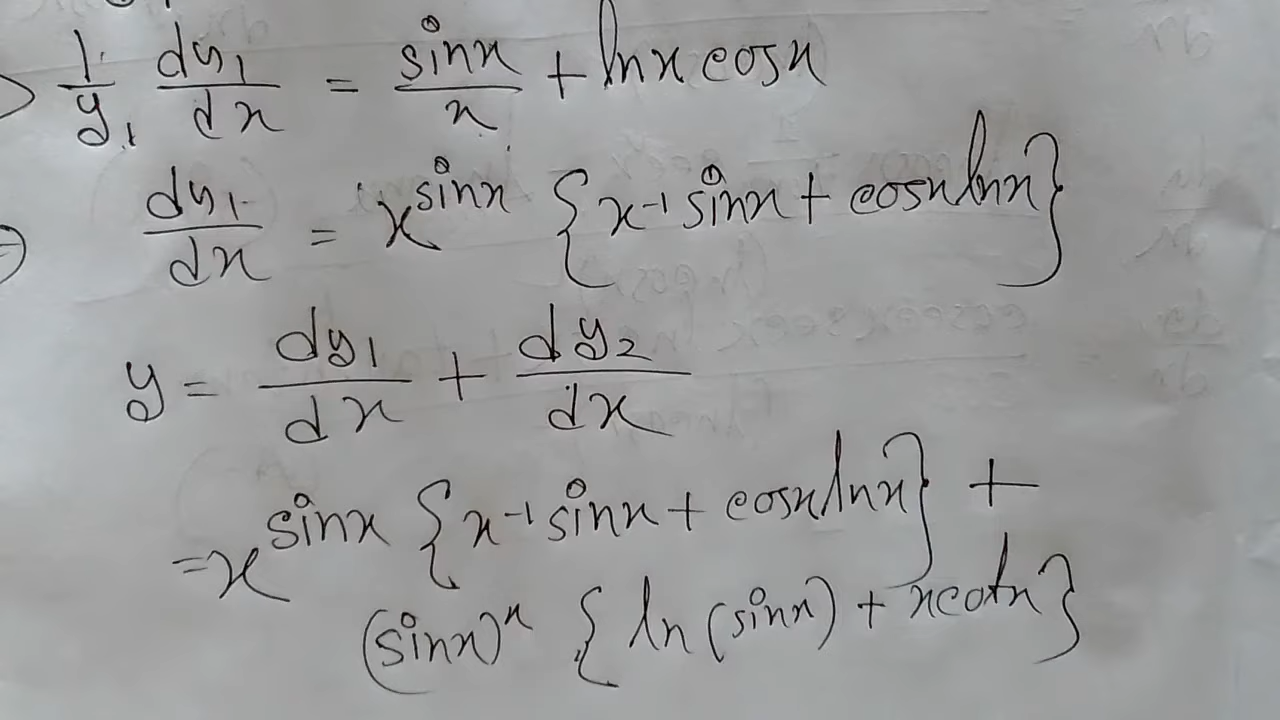 ⇒ 1/y₁ dy₁/dx = sinx/x + lnx cosx
⇒ dy₁/dx = x^sinx {x⁻¹ sinx + cosx lnx}
y = dy₁/dx + dy₂/dx
= x^sinx {x⁻¹ sinx + cosx lnx} +
(sinx)^x {ln(sinx) + xcotx}